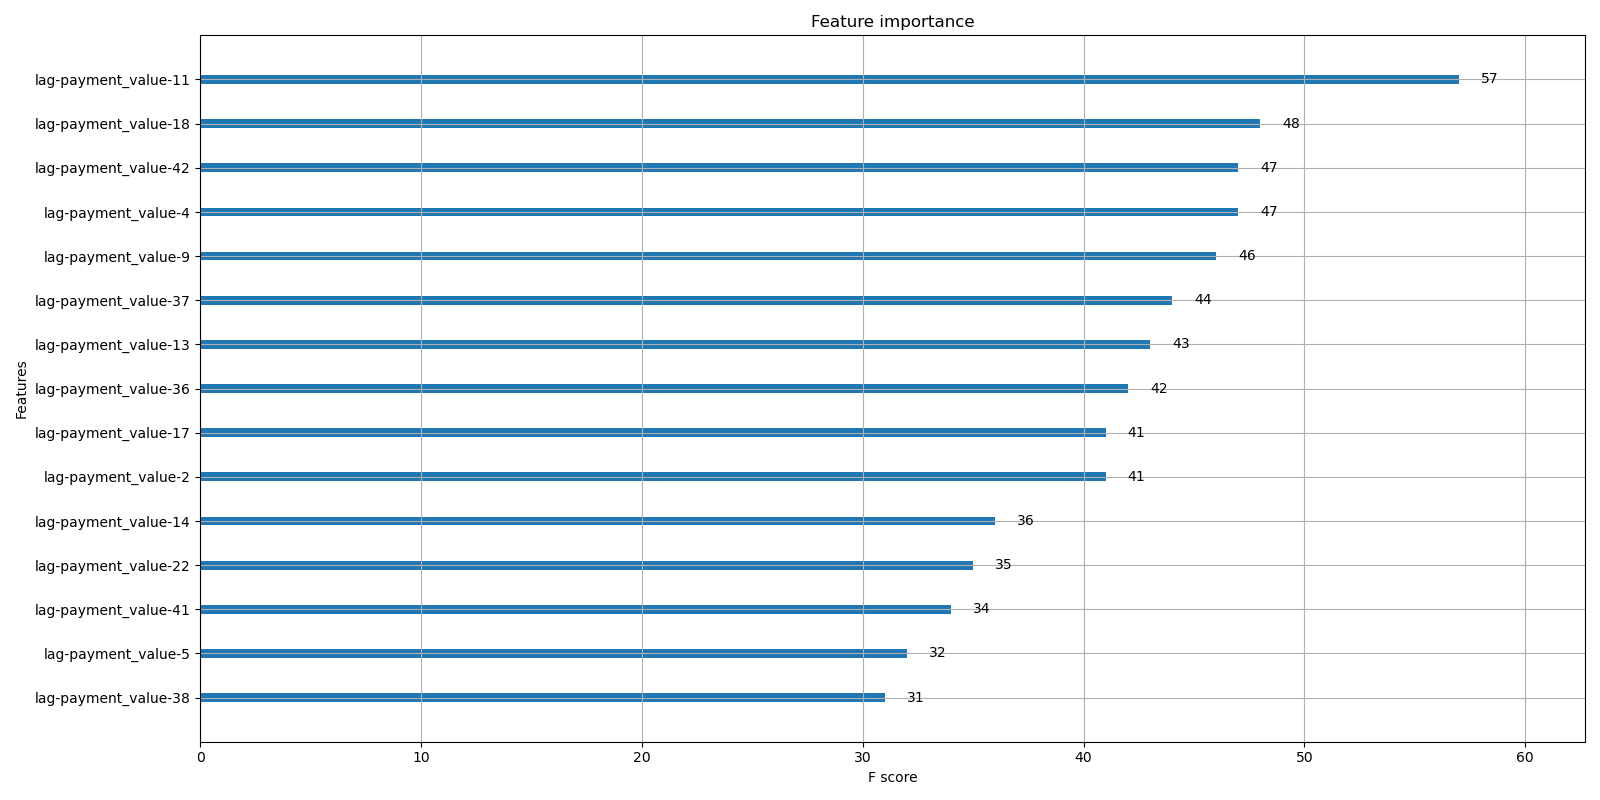 Feature importance
Features
lag-payment_value-11 57
lag-payment_value-18 48
lag-payment_value-42 47
lag-payment_value-4 47
lag-payment_value-9 46
lag-payment_value-37 44
lag-payment_value-13 43
lag-payment_value-36 42
lag-payment_value-17 41
lag-payment_value-2 41
lag-payment_value-14 36
lag-payment_value-22 35
lag-payment_value-41 34
lag-payment_value-5 32
lag-payment_value-38 31
0 10 20 30 40 50 60
F score